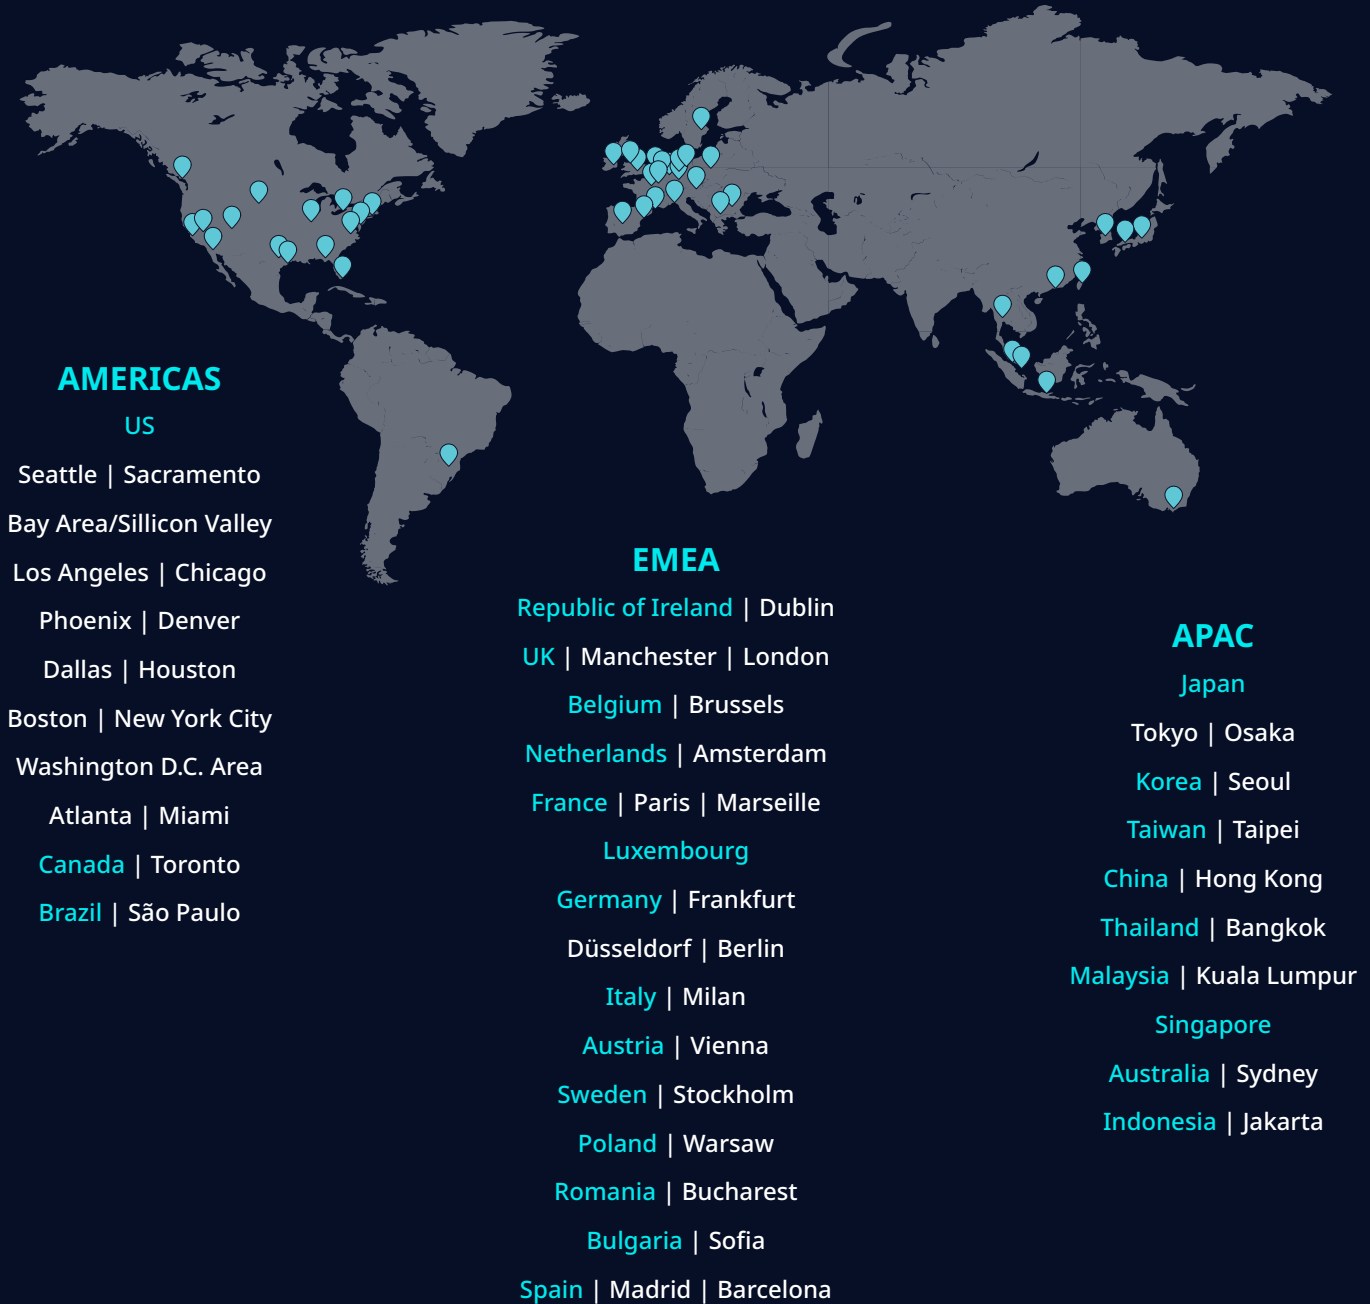 AMERICAS
US
Seattle | Sacramento
Bay Area/Sillicon Valley
Los Angeles | Chicago
Phoenix | Denver
Dallas | Houston
Boston | New York City
Washington D.C. Area
Atlanta | Miami
Canada | Toronto
Brazil | São Paulo
EMEA
Republic of Ireland | Dublin
UK | Manchester | London
Belgium | Brussels
Netherlands | Amsterdam
France | Paris | Marseille
Luxembourg
Germany | Frankfurt
Düsseldorf | Berlin
Italy | Milan
Austria | Vienna
Sweden | Stockholm
Poland | Warsaw
Romania | Bucharest
Bulgaria | Sofia
Spain | Madrid | Barcelona
APAC
Japan
Tokyo | Osaka
Korea | Seoul
Taiwan | Taipei
China | Hong Kong
Thailand | Bangkok
Malaysia | Kuala Lumpur
Singapore
Australia | Sydney
Indonesia | Jakarta